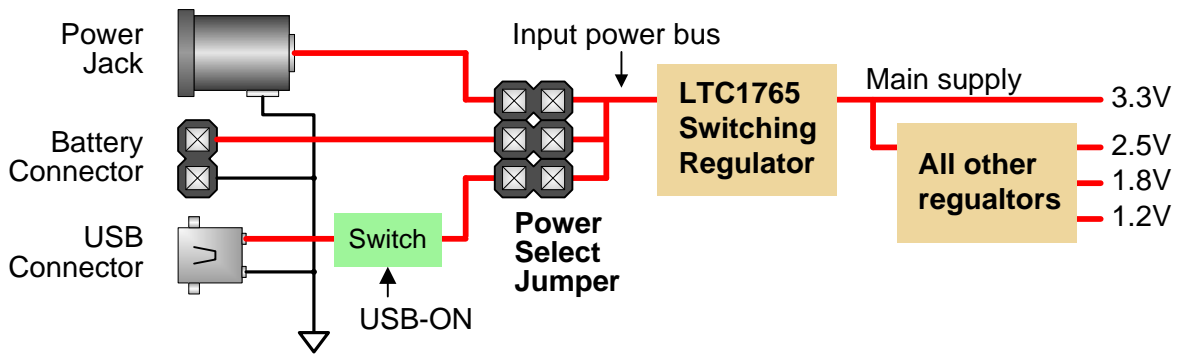 Power
Jack
Input power bus
LTC1765
Switching
Regulator
Main supply
3.3V
Battery
Connector
All other
regualtors
2.5V
1.8V
1.2V
USB
Connector
Switch
Power
Select
Jumper
USB-ON